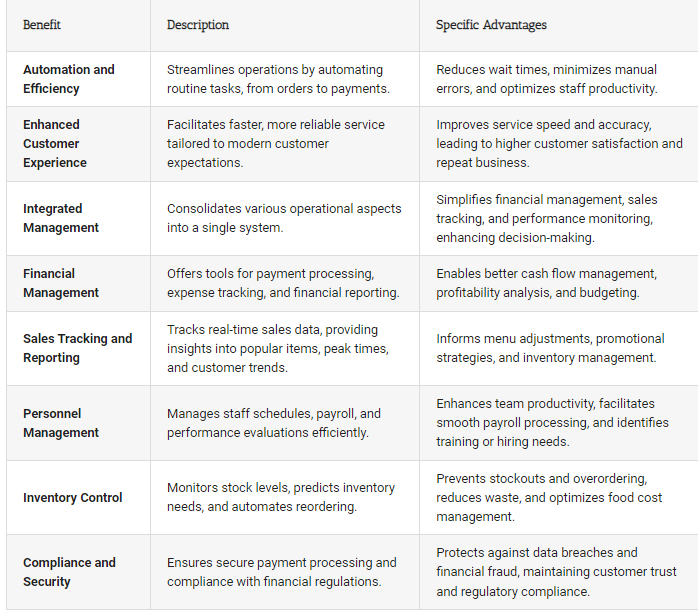 Benefit
Description
Specific Advantages
Automation and
Efficiency
Streamlines operations by automating
routine tasks, from orders to payments.
Reduces wait times, minimizes manual
errors, and optimizes staff productivity.
Enhanced
Customer
Experience
Facilitates faster, more reliable service
tailored to modern customer
expectations.
Improves service speed and accuracy,
leading to higher customer satisfaction and
repeat business.
Integrated
Management
Consolidates various operational aspects
into a single system.
Simplifies financial management, sales
tracking, and performance monitoring,
enhancing decision-making.
Financial
Management
Offers tools for payment processing,
expense tracking, and financial reporting.
Enables better cash flow management,
profitability analysis, and budgeting.
Sales Tracking and
Reporting
Tracks real-time sales data, providing
insights into popular items, peak times,
and customer trends.
Informs menu adjustments, promotional
strategies, and inventory management.
Personnel
Management
Manages staff schedules, payroll, and
performance evaluations efficiently.
Enhances team productivity, facilitates
smooth payroll processing, and identifies
training or hiring needs.
Inventory Control
Monitors stock levels, predicts inventory
needs, and automates reordering.
Prevents stockouts and overordering,
reduces waste, and optimizes food cost
management.
Compliance and
Security
Ensures secure payment processing and
compliance with financial regulations.
Protects against data breaches and
financial fraud, maintaining customer trust
and regulatory compliance.